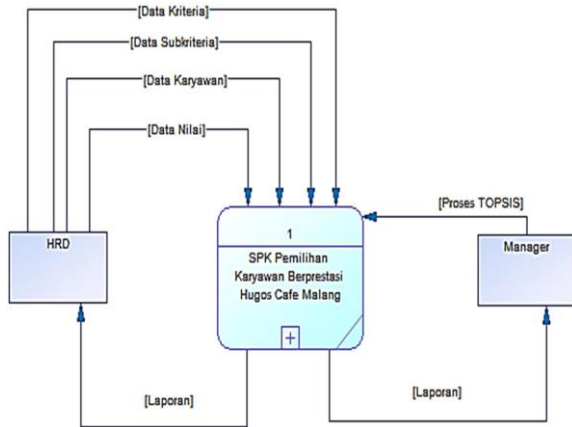 [Data Kriteria]
[Data Subkriteria]
[Data Karyawan]
[Data Nilai]
[Proses TOPSIS]
HRD
1
SPK Pemilihan
Karyawan Berprestasi
Hugos Cafe Malang
+
Manager
[Laporan]
[Laporan]